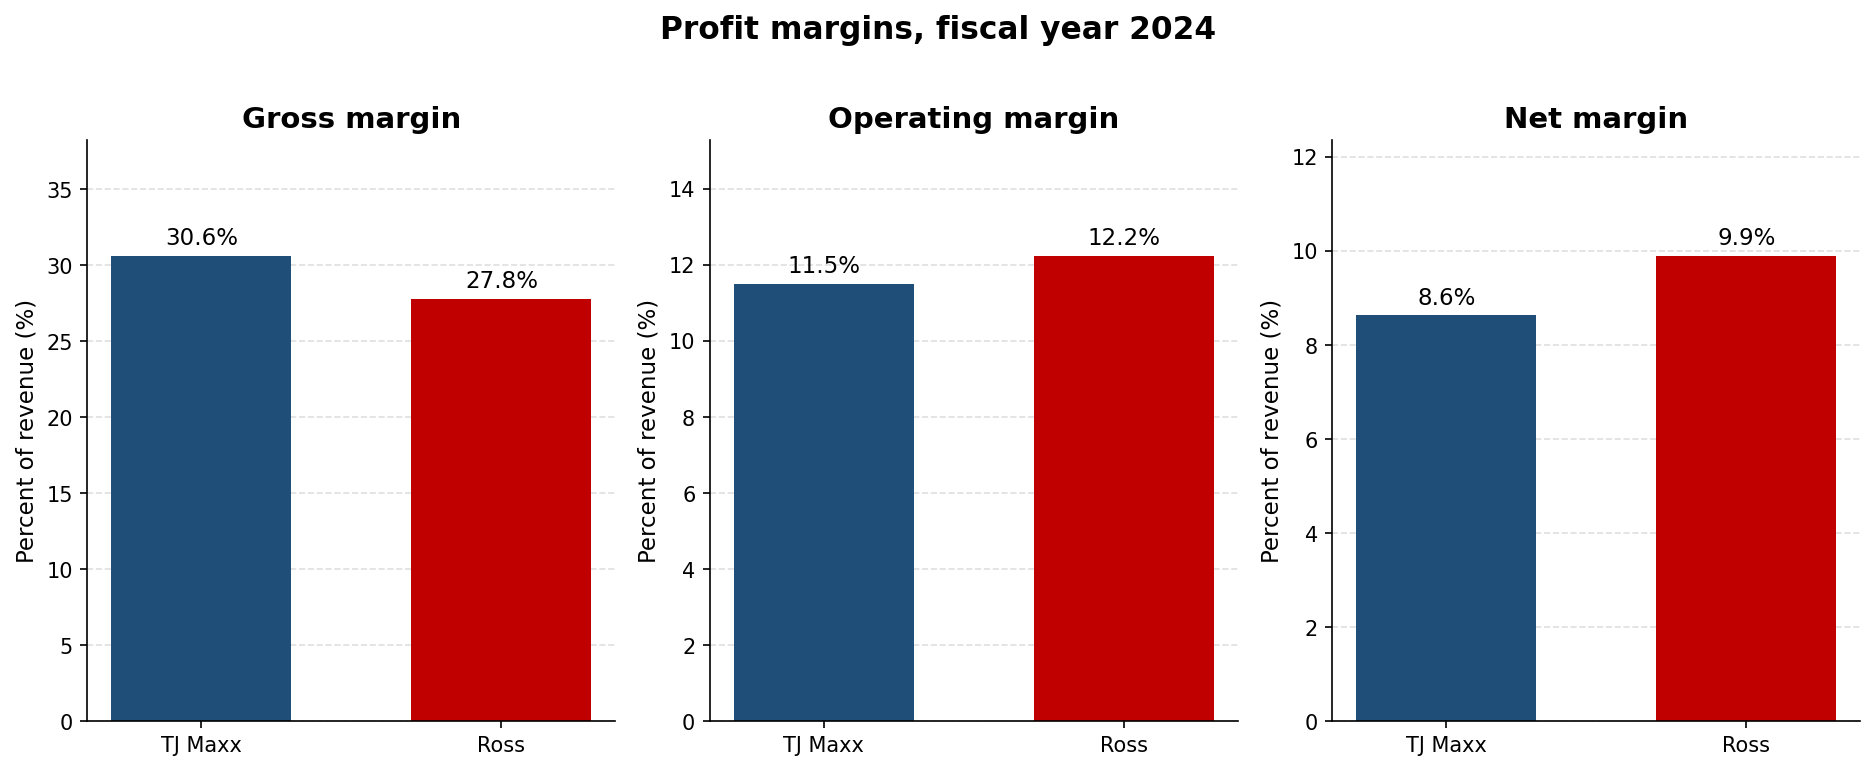 Profit margins, fiscal year 2024
Gross margin
Percent of revenue (%)
35
30
25
20
15
10
5
0
30.6%
27.8%
TJ Maxx
Ross
Operating margin
Percent of revenue (%)
14
12
10
8
6
4
2
0
11.5%
12.2%
TJ Maxx
Ross
Net margin
Percent of revenue (%)
12
10
8
6
4
2
0
8.6%
9.9%
TJ Maxx
Ross